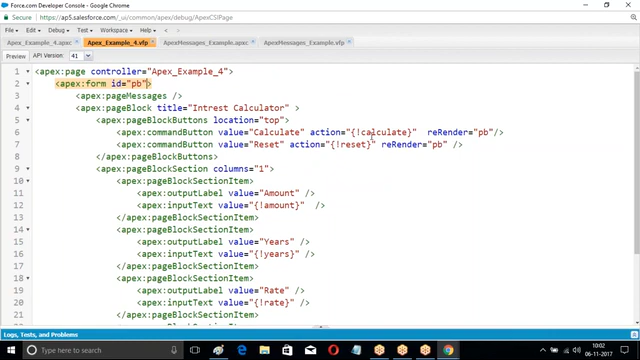 Force.com Developer Console - Google Chrome
Secure
https://ap5.salesforce.com/_ui/common/apex/debug/ApexCSIPage
File
Edit
Debug
Test
Workspace
Help
<
>
Apex_Example_4.apxc
Apex_Example_4.vfp
ApexMessages_Example.apxc
ApexMessages_Example.vfp
Preview
API Version:
41
1 <apex:page controller="Apex_Example_4">
2 <apex:form id="pb">
3 <apex:pageMessages />
4 <apex:pageBlock title="Intrest Calculator" >
5 <apex:pageBlockButtons location="top">
6 <apex:commandButton value="Calculate" action="{!calculate}" reRender="pb"/>
7 <apex:commandButton value="Reset" action="{!reset}" reRender="pb" />
8 </apex:pageBlockButtons>
9 <apex:pageBlockSection columns="1">
10 <apex:pageBlockSectionItem>
11 <apex:outputLabel value="Amount" />
12 <apex:inputText value="{!amount}" />
13 </apex:pageBlockSectionItem>
14 <apex:pageBlockSectionItem>
15 <apex:outputLabel value="Years" />
16 <apex:inputText value="{!years}" />
17 </apex:pageBlockSectionItem>
18 <apex:pageBlockSectionItem>
19 <apex:outputLabel value="Rate" />
20 <apex:inputText value="{!rate}" />
21 </apex:pageBlockSectionItem>
Logs, Tests, and Problems
Type here to search
10:02
06-11-2017